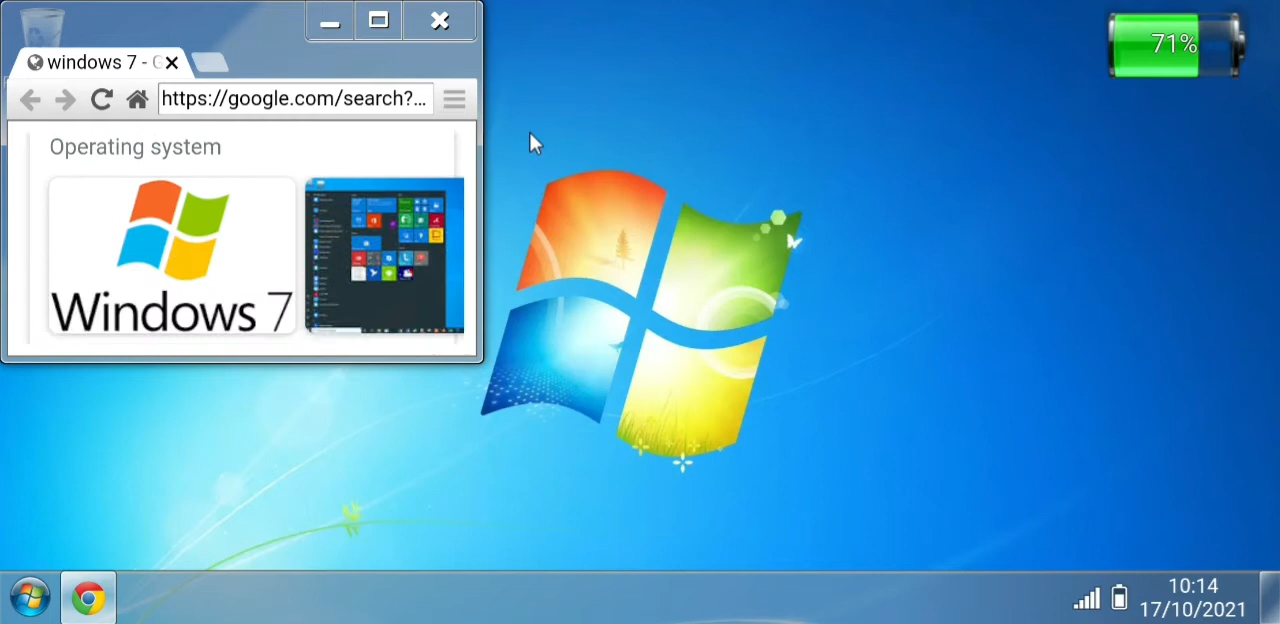 windows 7 - G
https://google.com/search?...
Operating system
Windows 7
71%
10:14
17/10/2021